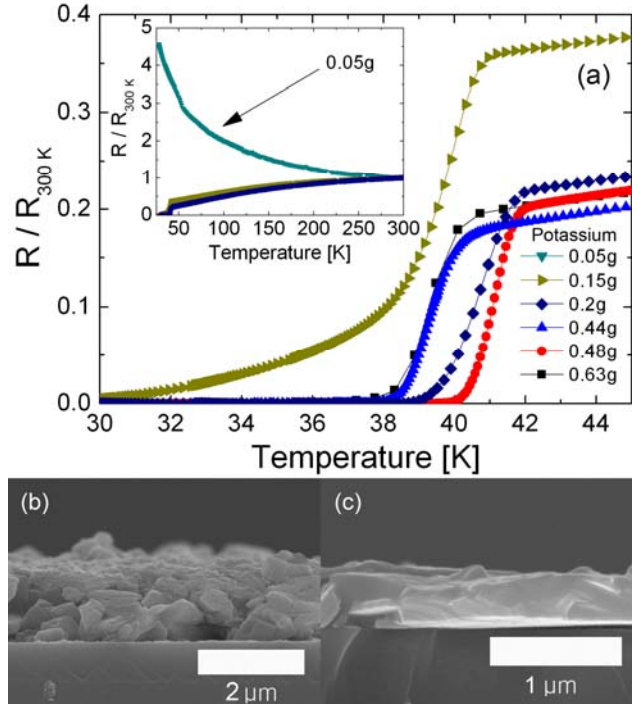 0.4
0.3
0.2
0.1
0.0
R / R300 K
30
32
34
36
38
40
42
44
Temperature [K]
(a)
5
4
3
2
1
0
R / R300 K
50
100
150
200
250
300
Temperature [K]
0.05g
Potassium
0.05g
0.15g
0.2g
0.44g
0.48g
0.63g
(b)
2 μm
(c)
1 μm